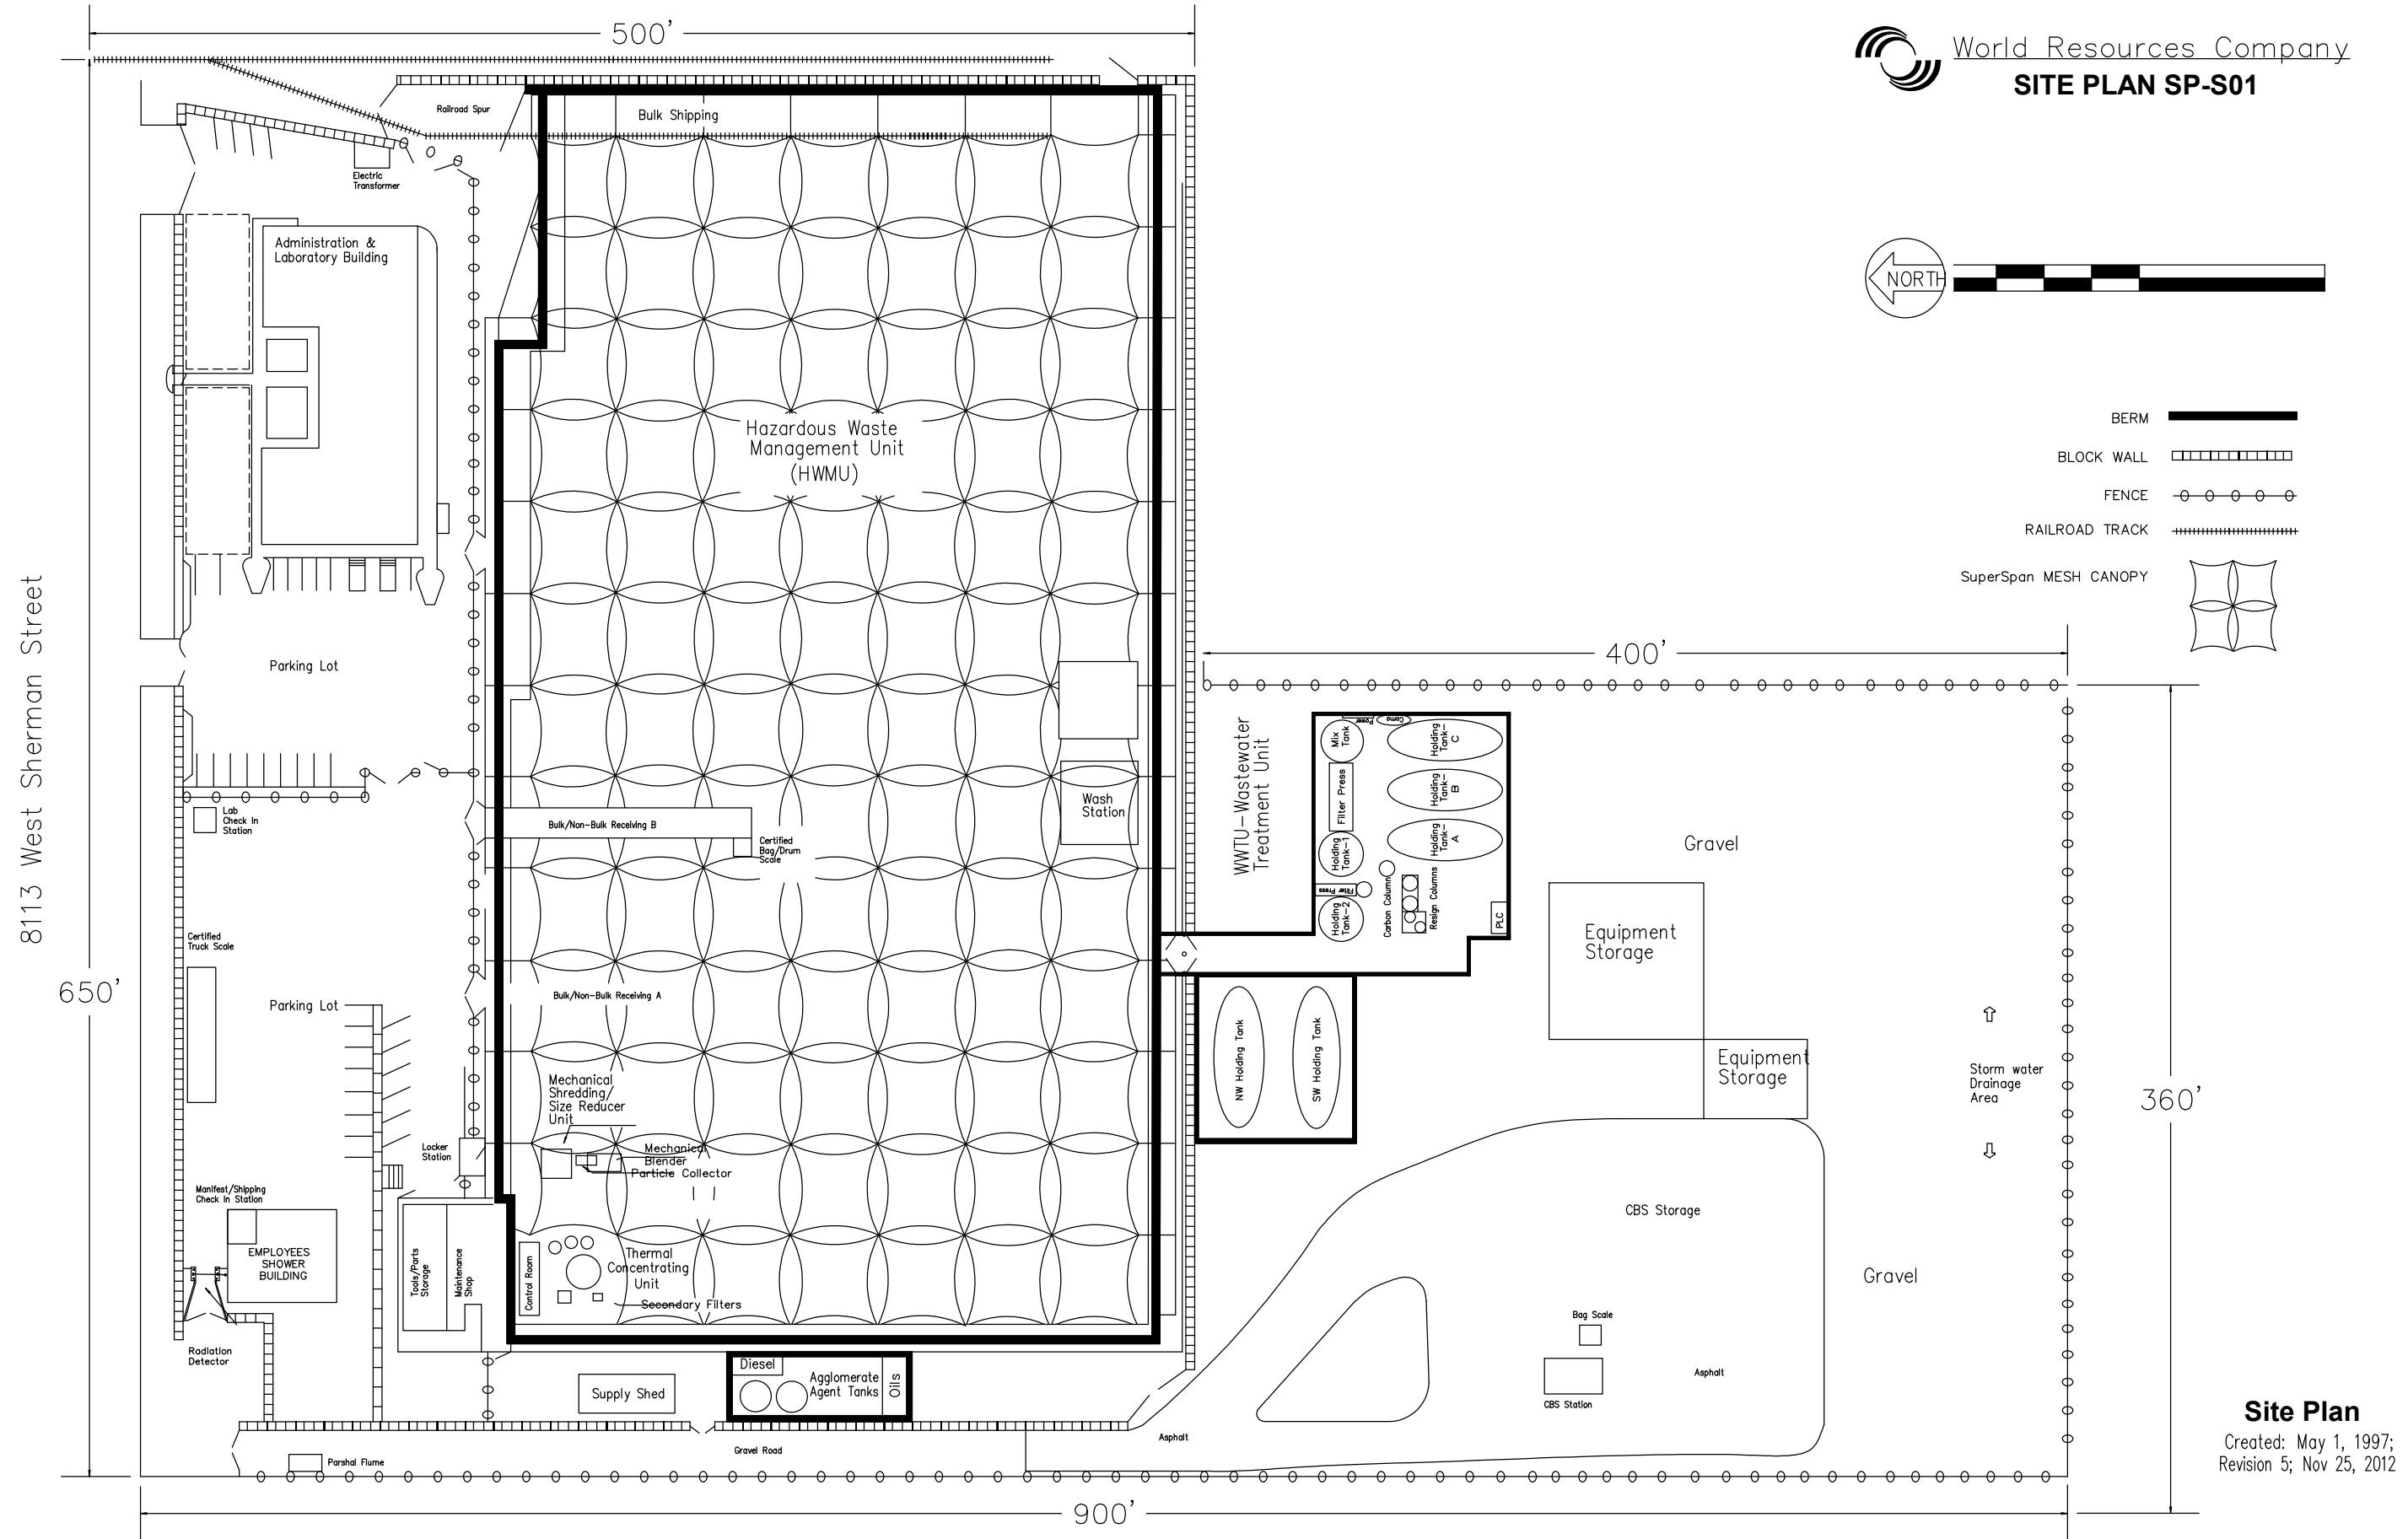 500'
World Resources Company
SITE PLAN SP-S01
Railroad Spur
Bulk Shipping
Electric
Transformer
Administration &
Laboratory Building
NORTH
BERM
BLOCK WALL
FENCE
RAILROAD TRACK
SuperSpan MESH CANOPY
Hazardous Waste
Management Unit
(HWMU)
8113 West Sherman Street
650'
Parking Lot
400'
360'
WWTU-Wastewater
Treatment Unit
Mix
Tank
Power
Como
Holding
Tank-
C
Filter Press
Holding
Tank-
B
Holding
Tank-1
Holding
Tank-
A
Filter Press
Holding
Tank-2
Carbon Column
Resign Columns
PLC
Wash
Station
Lab
Check In
Station
Bulk/Non-Bulk Receiving B
Certified
Bag/Drum
Scale
Gravel
Equipment
Storage
Certified
Truck Scale
Parking Lot
Bulk/Non-Bulk Receiving A
NW Holding Tank
SW Holding Tank
Equipment
Storage
Storm water
Drainage
Area
Mechanical
Shredding/
Size Reducer
Unit
Mechanical
Blender
Particle Collector
Locker
Station
Manifest/Shipping
Check In Station
EMPLOYEES
SHOWER
BUILDING
Tools/Parts
Storage
Maintenance
Shop
Control Room
Thermal
Concentrating
Unit
Secondary Filters
CBS Storage
Gravel
Bag Scale
CBS Station
Asphalt
Radiation
Detector
Supply Shed
Diesel
Agglomerate
Agent Tanks
Oils
Asphalt
Gravel Road
Parshal Flume
900'
Site Plan
Created: May 1, 1997;
Revision 5; Nov 25, 2012